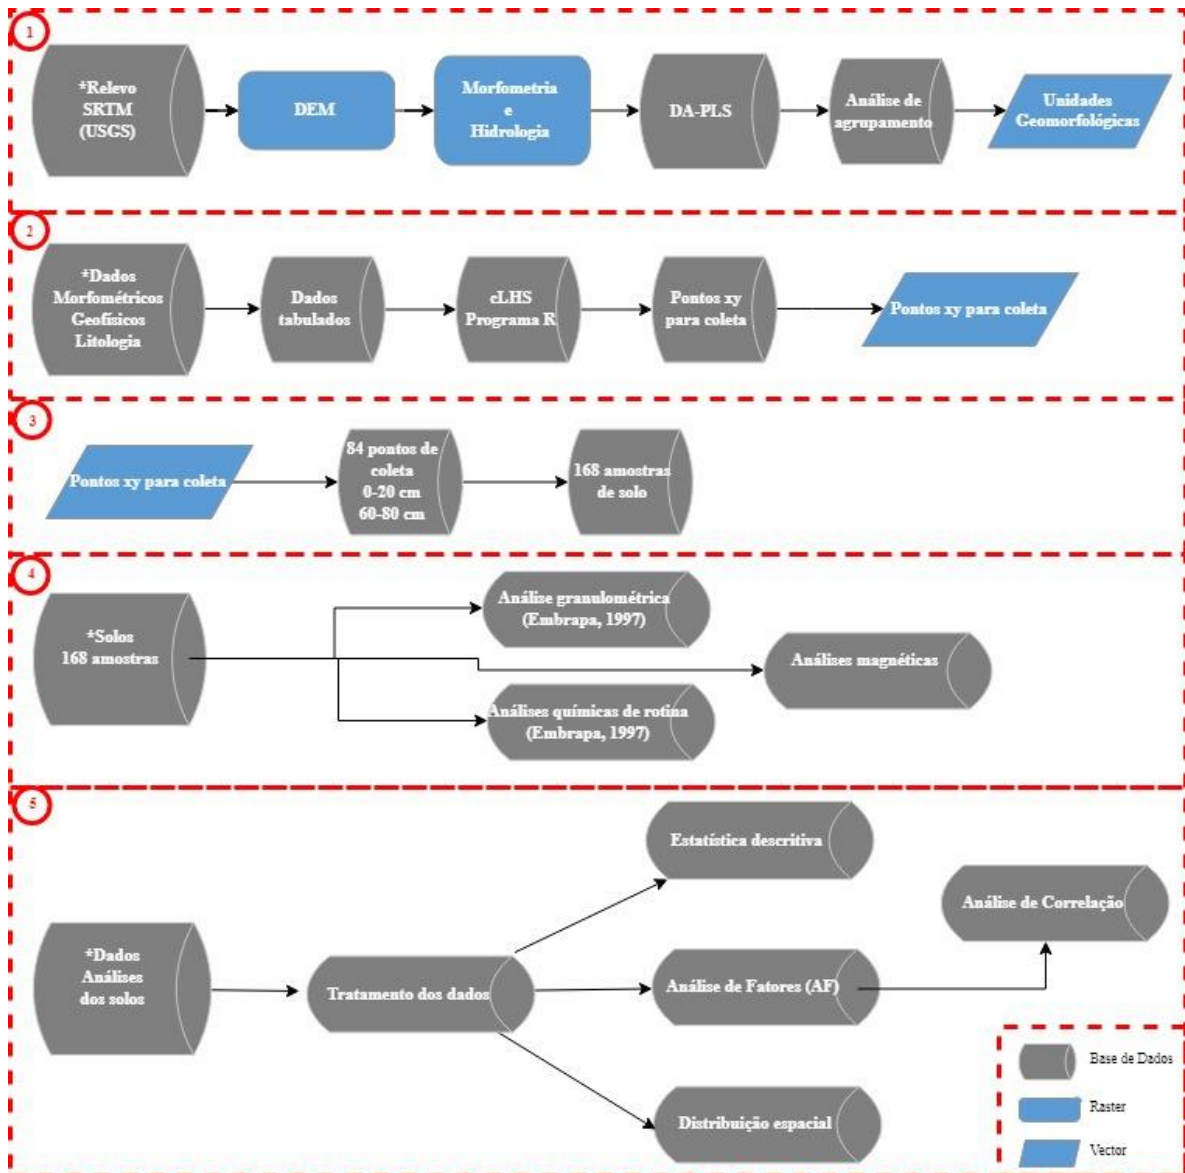 1
*Relevo
SRTM
(USGS)
DEM
Morfometria
e
Hidrologia
DA-PLS
Análise de
agrupamento
Unidades
Geomorfológicas
2
*Dados
Morfométricos
Geofísicos
Litologia
Dados
tabulados
cLHS
Programa R
Pontos xy
para coleta
Pontos xy para coleta
3
Pontos xy para coleta
84 pontos de
coleta
0-20 cm
60-80 cm
168 amostras
de solo
4
*Solos
168 amostras
Análise granulométrica
(Embrapa, 1997)
Análises magnéticas
Análises químicas de rotina
(Embrapa, 1997)
5
*Dados
Análises
dos solos
Tratamento dos dados
Estatística descritiva
Análise de Fatores (AF)
Análise de Correlação
Distribuição espacial
Base de Dados
Raster
Vector